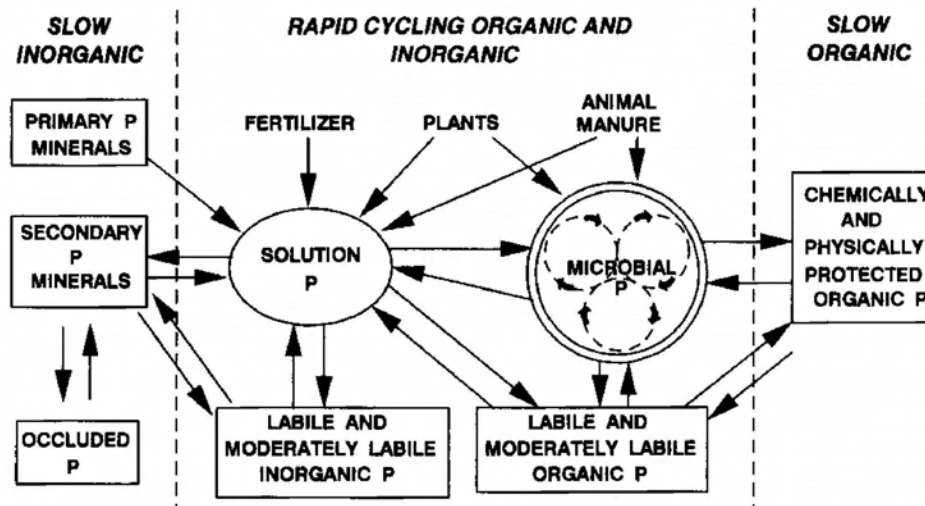 SLOW
INORGANIC
RAPID CYCLING ORGANIC AND
INORGANIC
SLOW
ORGANIC
PRIMARY P
MINERALS
FERTILIZER
PLANTS
ANIMAL
MANURE
SECONDARY
P
MINERALS
SOLUTION
P
MICROBIAL
P
CHEMICALLY
AND
PHYSICALLY
PROTECTED
ORGANIC P
OCCLUDED
P
LABILE AND
MODERATELY LABILE
INORGANIC P
LABILE AND
MODERATELY LABILE
ORGANIC P